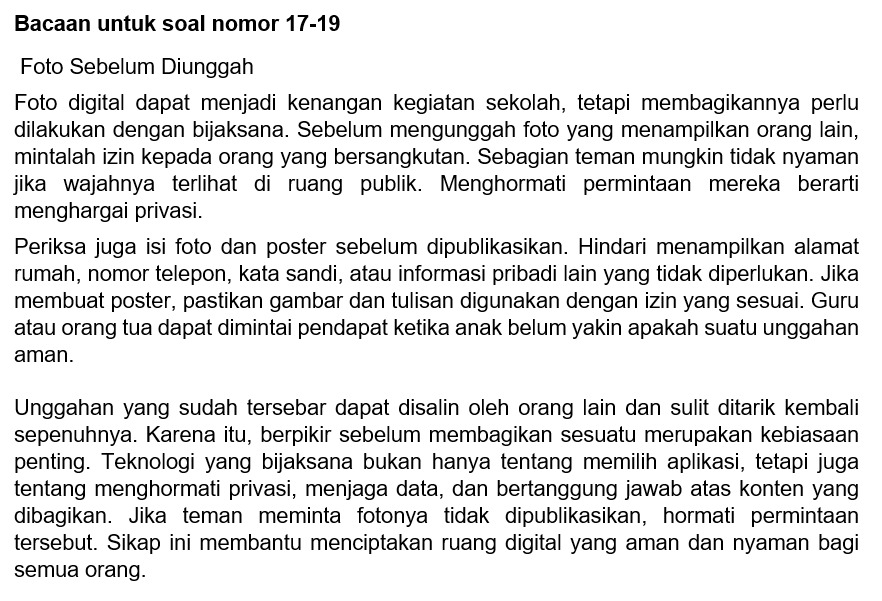 Bacaan untuk soal nomor 17-19
Foto Sebelum Diunggah
Foto digital dapat menjadi kenangan kegiatan sekolah, tetapi membagikannya perlu
dilakukan dengan bijaksana. Sebelum mengunggah foto yang menampilkan orang lain,
mintalah izin kepada orang yang bersangkutan. Sebagian teman mungkin tidak nyaman
jika wajahnya terlihat di ruang publik. Menghormati permintaan mereka berarti
menghargai privasi.
Periksa juga isi foto dan poster sebelum dipublikasikan. Hindari menampilkan alamat
rumah, nomor telepon, kata sandi, atau informasi pribadi lain yang tidak diperlukan. Jika
membuat poster, pastikan gambar dan tulisan digunakan dengan izin yang sesuai. Guru
atau orang tua dapat dimintai pendapat ketika anak belum yakin apakah suatu unggahan
aman.
Unggahan yang sudah tersebar dapat disalin oleh orang lain dan sulit ditarik kembali
sepenuhnya. Karena itu, berpikir sebelum membagikan sesuatu merupakan kebiasaan
penting. Teknologi yang bijaksana bukan hanya tentang memilih aplikasi, tetapi juga
tentang menghormati privasi, menjaga data, dan bertanggung jawab atas konten yang
dibagikan. Jika teman meminta fotonya tidak dipublikasikan, hormati permintaan
tersebut. Sikap ini membantu menciptakan ruang digital yang aman dan nyaman bagi
semua orang.